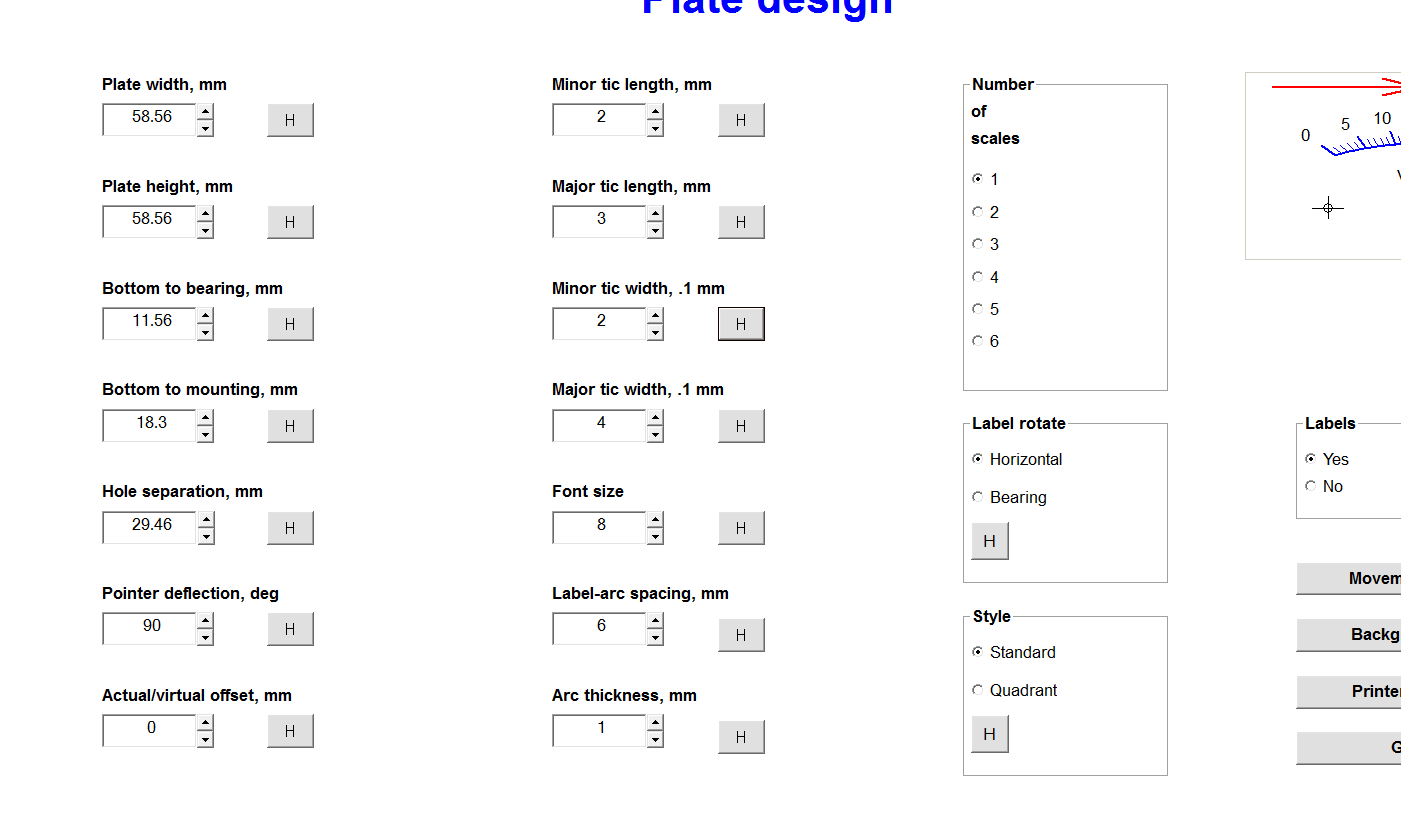 Plate design
Plate width, mm
58.56
H
Plate height, mm
58.56
H
Bottom to bearing, mm
11.56
H
Bottom to mounting, mm
18.3
H
Hole separation, mm
29.46
H
Pointer deflection, deg
90
H
Actual/virtual offset, mm
0
H
Minor tic length, mm
2
H
Major tic length, mm
3
H
Minor tic width, .1 mm
2
H
Major tic width, .1 mm
4
H
Font size
8
H
Label-arc spacing, mm
6
H
Arc thickness, mm
1
H
Number
of
scales
1
2
3
4
5
6
Label rotate
Horizontal
Bearing
H
Style
Standard
Quadrant
H
0 5 10
Labels
Yes
No
Movem
Backg
Printe
G